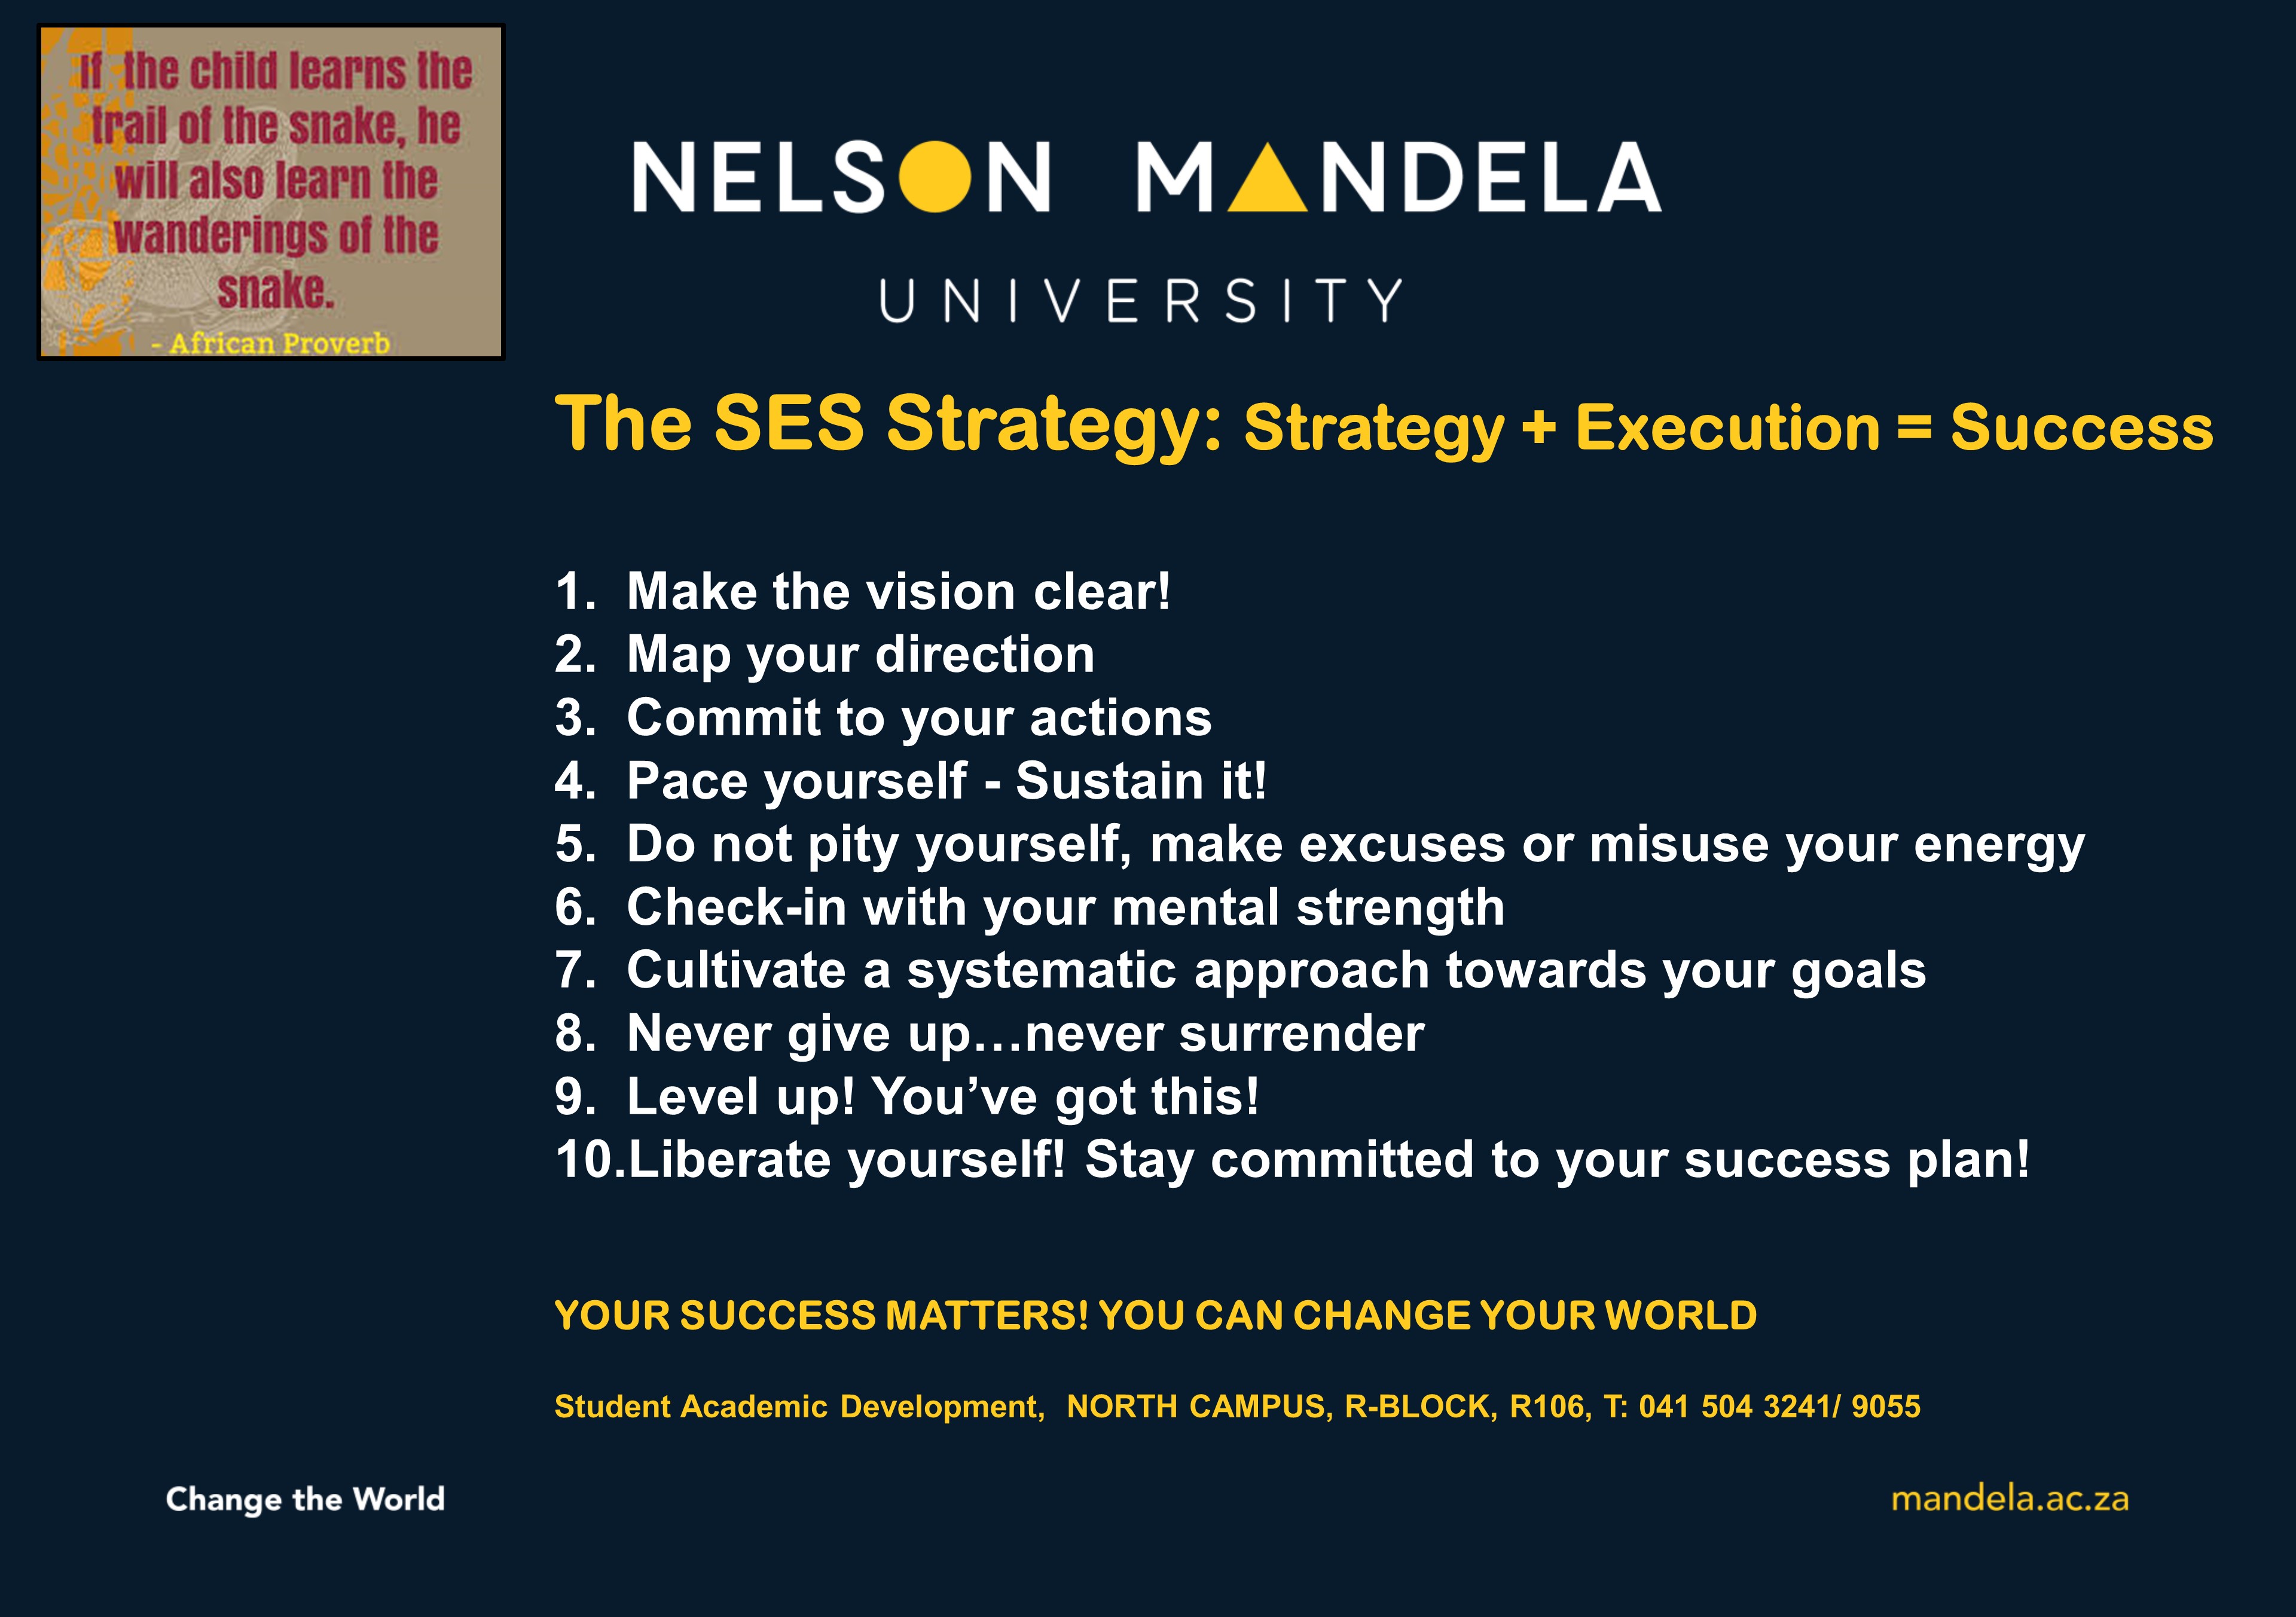 If the child learns the
trail of the snake, he
will also learn the
wanderings of the
snake.
- African Proverb
NELSON MANDELA
UNIVERSITY
The SES Strategy: Strategy + Execution = Success
1. Make the vision clear!
2. Map your direction
3. Commit to your actions
4. Pace yourself - Sustain it!
5. Do not pity yourself, make excuses or misuse your energy
6. Check-in with your mental strength
7. Cultivate a systematic approach towards your goals
8. Never give up…never surrender
9. Level up! You’ve got this!
10.Liberate yourself! Stay committed to your success plan!
YOUR SUCCESS MATTERS! YOU CAN CHANGE YOUR WORLD
Student Academic Development, NORTH CAMPUS, R-BLOCK, R106, T: 041 504 3241/ 9055
Change the World
mandela.ac.za